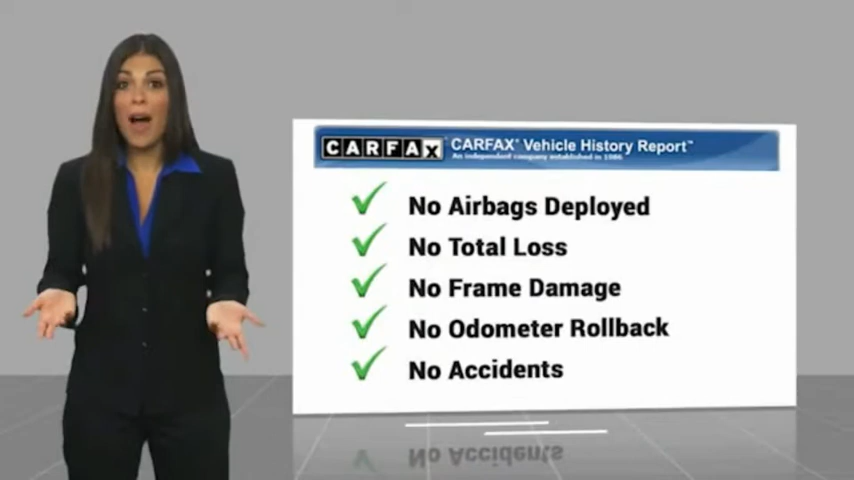 CARFAX CARFAX® Vehicle History Report™
An independent company established in 1986
No Airbags Deployed
No Total Loss
No Frame Damage
No Odometer Rollback
No Accidents
No Accidents